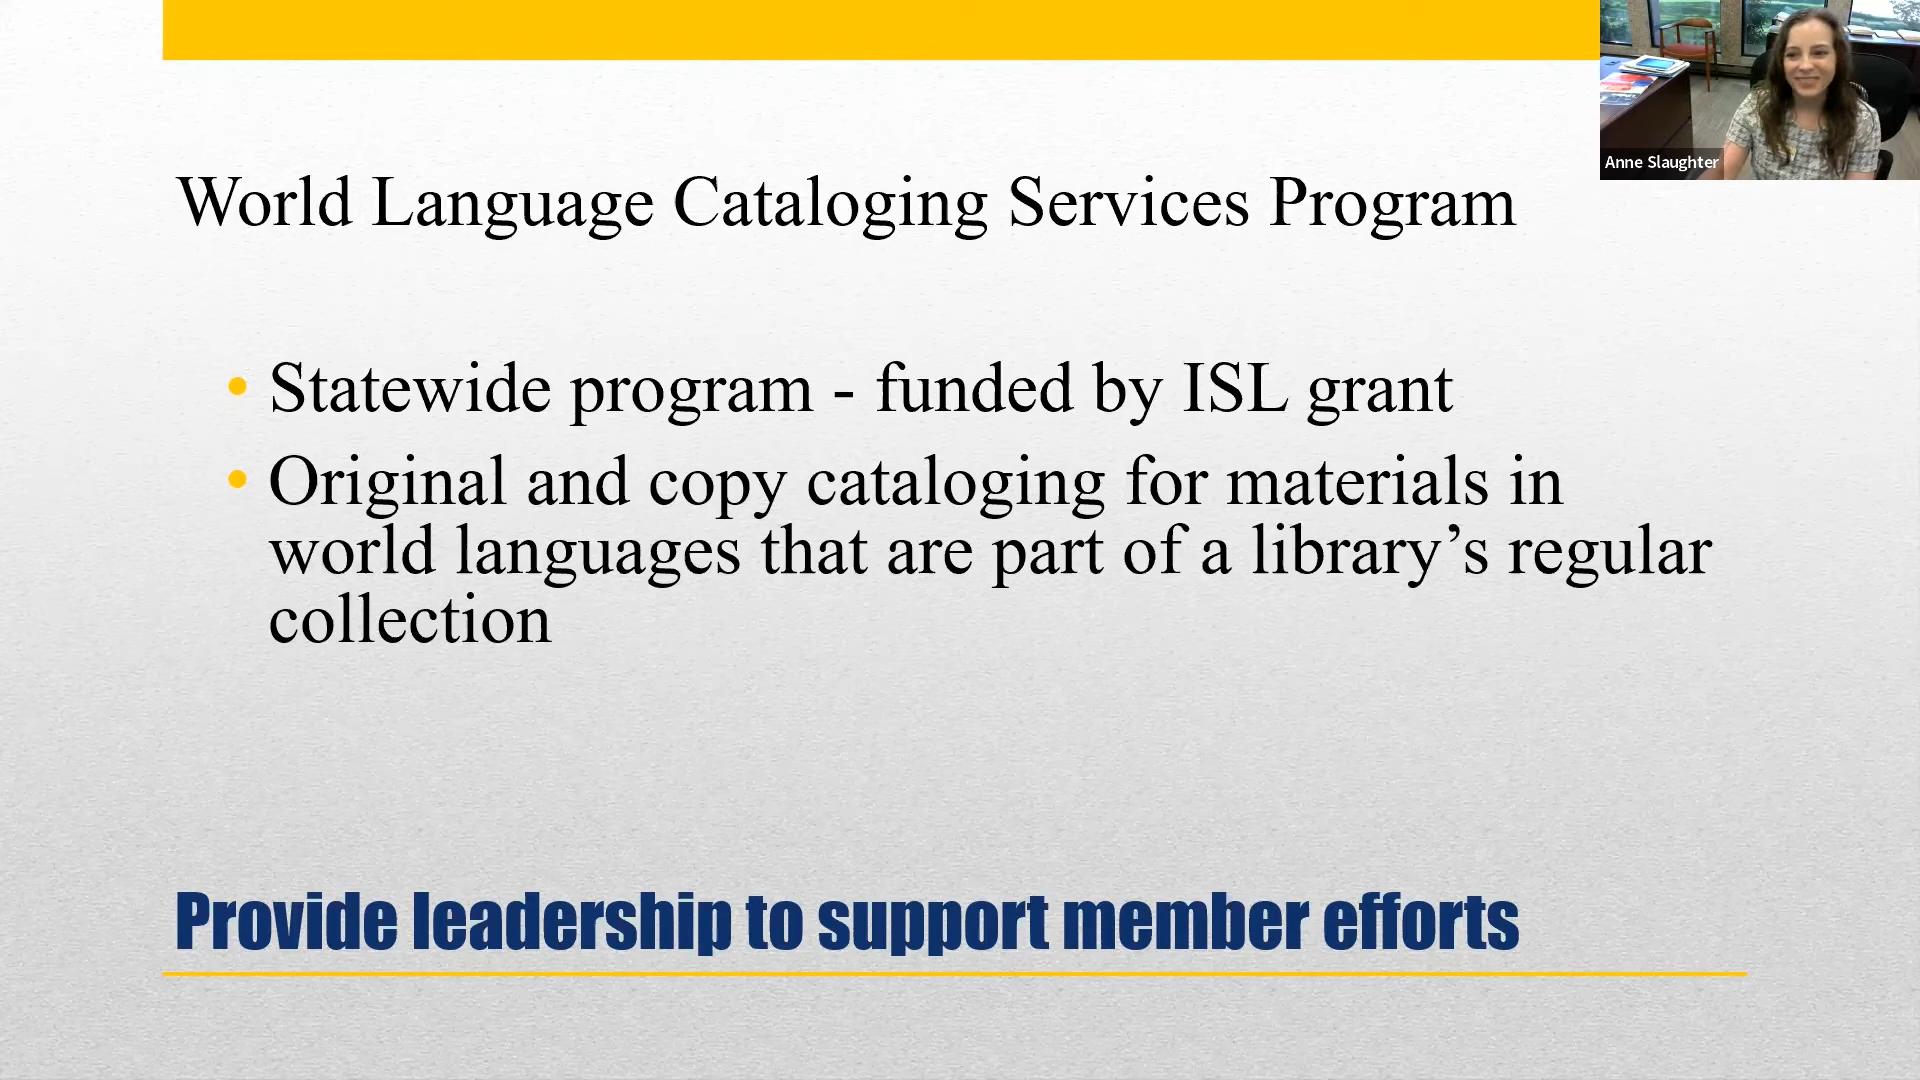 World Language Cataloging Services Program
• Statewide program - funded by ISL grant
• Original and copy cataloging for materials in
world languages that are part of a library’s regular
collection
Provide leadership to support member efforts
Anne Slaughter